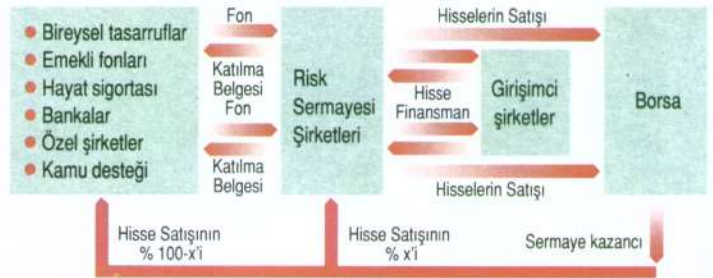 Bireysel tasarruflar
Emekli fonları
Hayat sigortası
Bankalar
Özel şirketler
Kamu desteği
Fon
Katılma
Belgesi
Fon
Katılma
Belgesi
Risk
Sermayesi
Şirketleri
Hisselerin Satışı
Hisse
Finansman
Girişimci
şirketler
Hisselerin Satışı
Borsa
Hisse Satışının
% 100-x'i
Hisse Satışının
% x'i
Sermaye kazancı